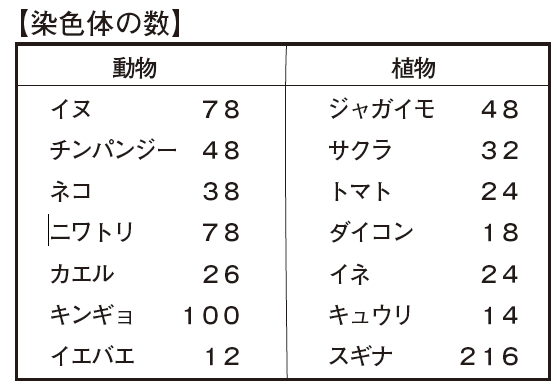 【染色体の数】
動物 植物
イヌ 78 ジャガイモ 48
チンパンジー 48 サクラ 32
ネコ 38 トマト 24
ニワトリ 78 ダイコン 18
カエル 26 イネ 24
キンギョ 100 キュウリ 14
イエバエ 12 スギナ 216